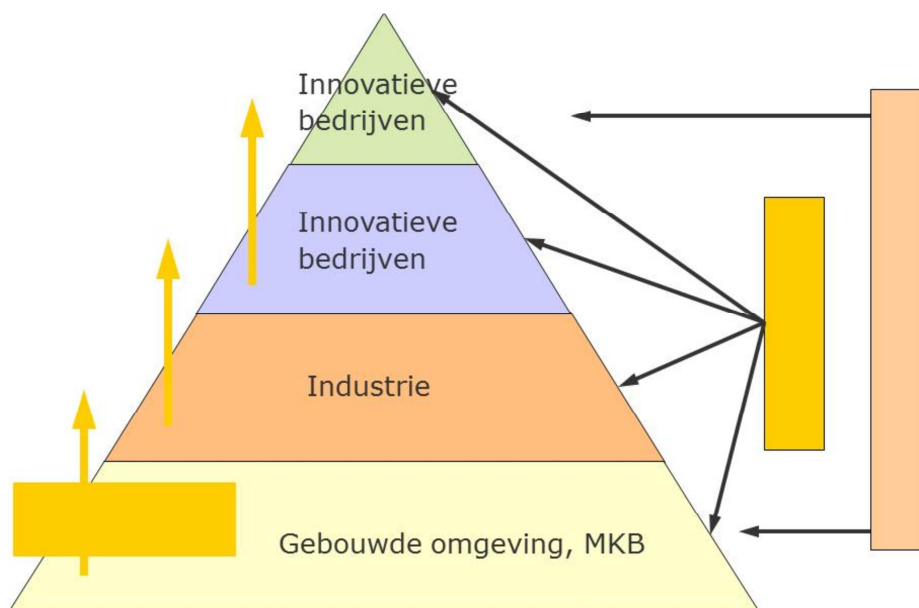 Innovatieve
bedrijven
Innovatieve
bedrijven
Industrie
Gebouwde omgeving, MKB